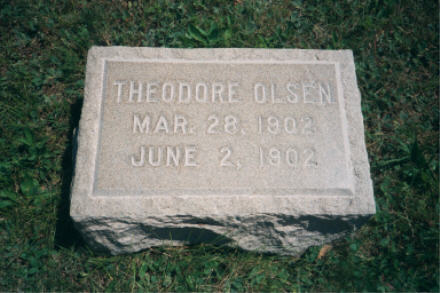 THEODORE OLSEN
MAR. 28, 1902
JUNE 2, 1902